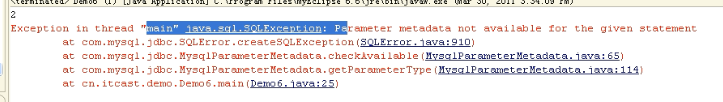 <terminated> Demo6 (1) [Java Application] C:\Program Files\MyEclipse 6.6\jre\bin\javaw.exe (Mar 30, 2011 3:34:09 PM)
2
Exception in thread "main" java.sql.SQLException: Parameter metadata not available for the given statement
at com.mysql.jdbc.SQLError.createSQLException(SQLError.java:910)
at com.mysql.jdbc.MysqlParameterMetadata.checkAvailable(MysqlParameterMetadata.java:65)
at com.mysql.jdbc.MysqlParameterMetadata.getParameterType(MysqlParameterMetadata.java:114)
at cn.itcast.demo.Demo6.main(Demo6.java:25)